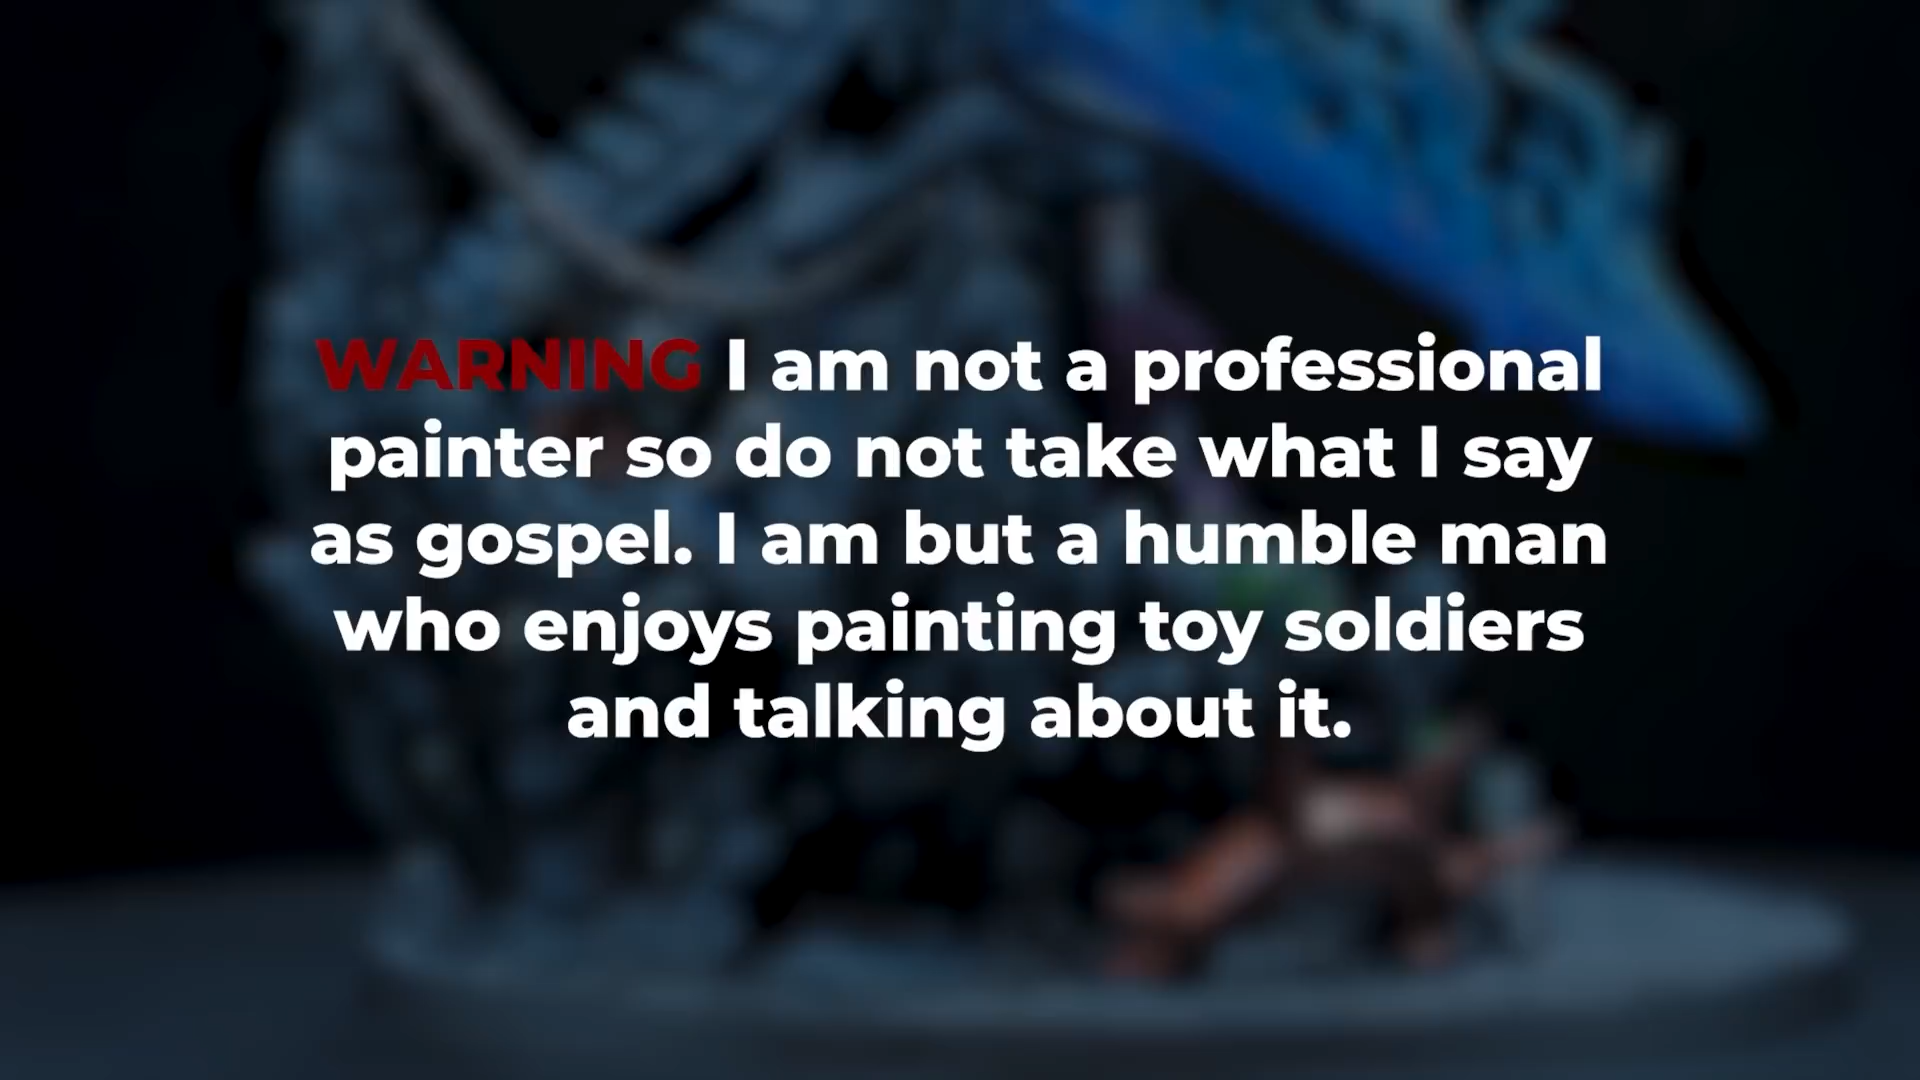 WARNING I am not a professional
painter so do not take what I say
as gospel. I am but a humble man
who enjoys painting toy soldiers
and talking about it.